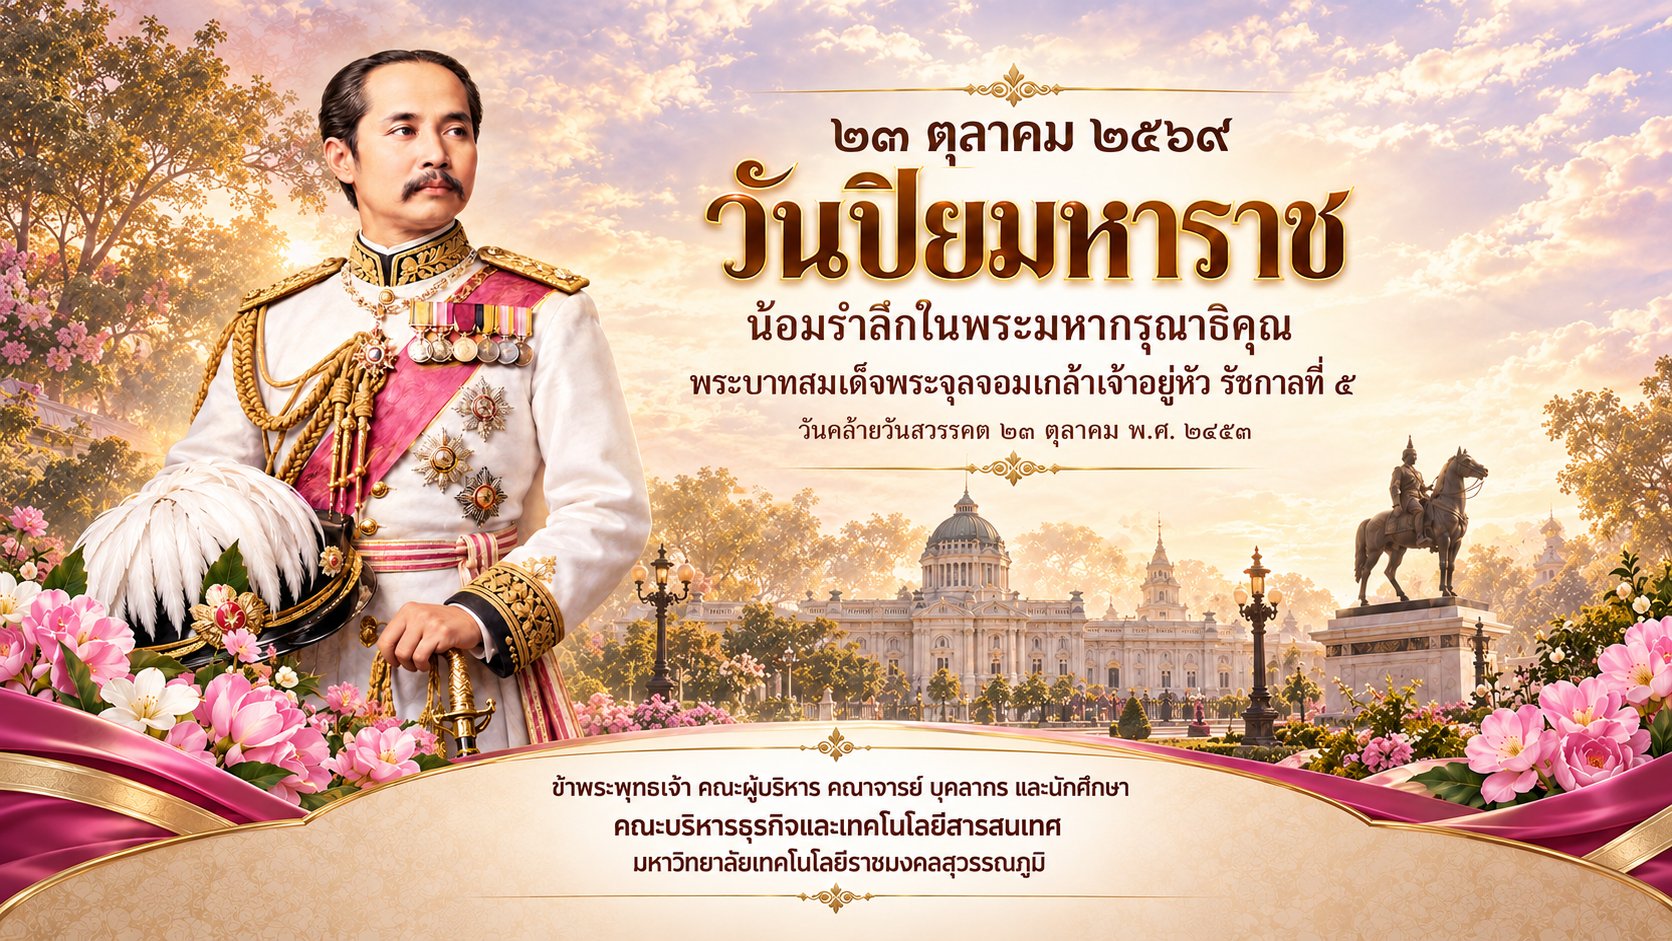 ๒๓ ตุลาคม ๒๕๖๙
วันปิยมหาราช
น้อมรำลึกในพระมหากรุณาธิคุณ
พระบาทสมเด็จพระจุลจอมเกล้าเจ้าอยู่หัว รัชกาลที่ ๕
วันคล้ายวันสวรรคต ๒๓ ตุลาคม พ.ศ. ๒๔๕๓
ข้าพระพุทธเจ้า คณะผู้บริหาร คณาจารย์ บุคลากร และนักศึกษา
คณะบริหารธุรกิจและเทคโนโลยีสารสนเทศ
มหาวิทยาลัยเทคโนโลยีราชมงคลสุวรรณภูมิ